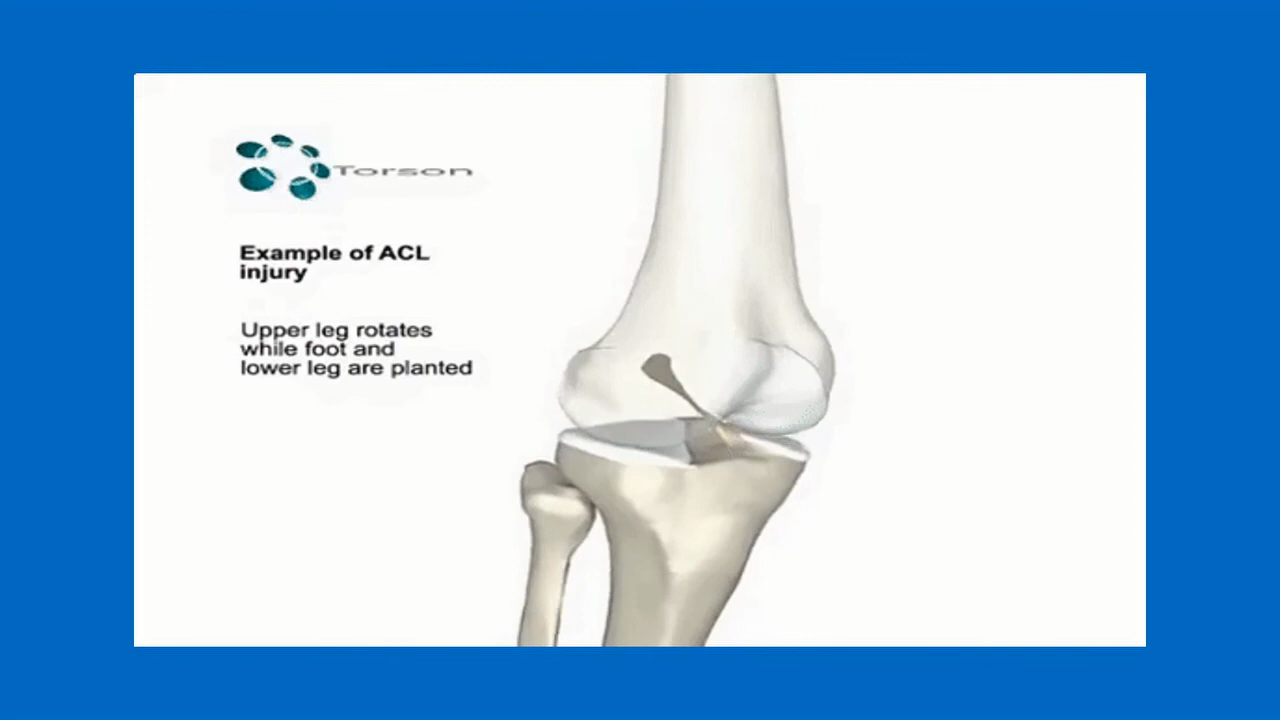 Torson
Example of ACL
injury
Upper leg rotates
while foot and
lower leg are planted